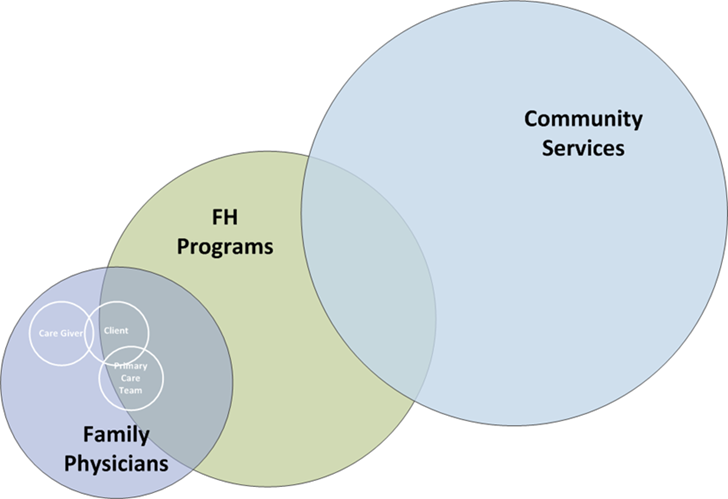 Community
Services
FH
Programs
Care Giver
Client
Primary
Care
Team
Family
Physicians